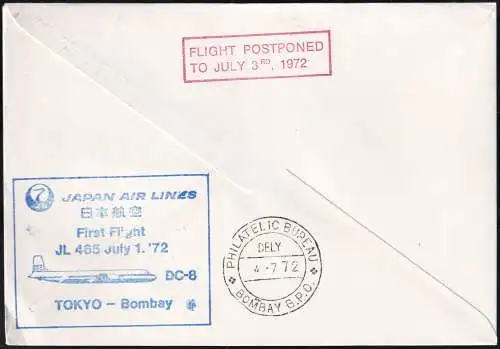 FLIGHT POSTPONED
TO JULY 3RD, 1972
JAPAN AIR LINES
日本航空
First Flight
JL 465 July 1. '72
DC-8
TOKYO – Bombay
PHILATELIC BUREAU
DELY
4-7 72
BOMBAY G.P.O.